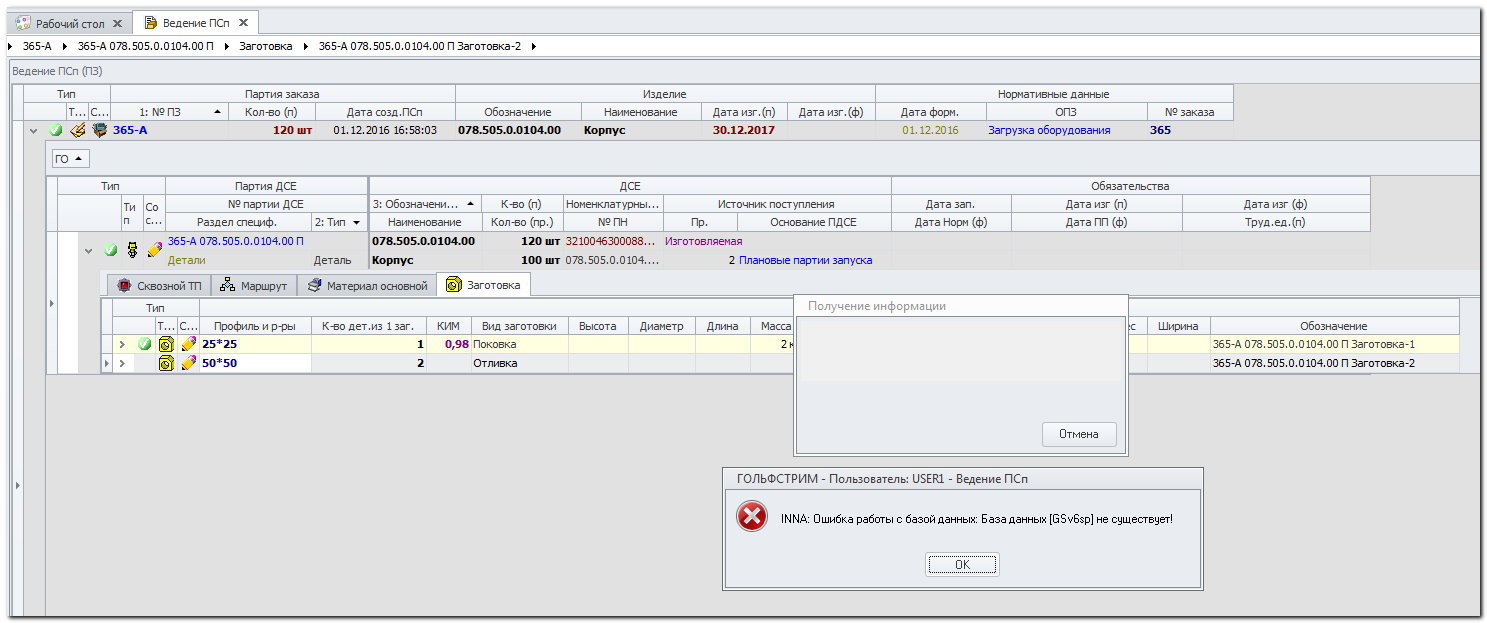 Рабочий стол Ведение ПСп
365-А 365-А 078.505.0.0104.00 П Заготовка 365-А 078.505.0.0104.00 П Заготовка-2
Ведение ПСп (ПЗ)
Тип Партия заказа Изделие Нормативные данные
Т... С... 1: № ПЗ Кол-во (п) Дата созд.ПСп Обозначение Наименование Дата изг.(п) Дата изг.(ф) Дата форм. ОПЗ № заказа
365-А 120 шт 01.12.2016 16:58:03 078.505.0.0104.00 Корпус 30.12.2017 01.12.2016 Загрузка оборудования 365
ГО
Тип Партия ДСЕ ДСЕ Обязательства
Ти п Со с... № партии ДСЕ 3: Обозначени... К-во (п) Номенклатурны... Источник поступления Дата зап. Дата изг (п) Дата изг (ф)
Раздел специф. 2: Тип Наименование Кол-во (пр.) № ПН Пр. Основание ПДСЕ Дата Норм (ф) Дата ПП (ф) Труд.ед.(п)
365-А 078.505.0.0104.00 П 078.505.0.0104.00 120 шт 3210046300088... Изготовляемая
Детали Деталь Корпус 100 шт 078.505.0.0104.... 2 Плановые партии запуска
Сквозной ТП Маршрут Материал основной Заготовка
Тип
Т... С... Профиль и р-ры К-во дет.из 1 заг. КИМ Вид заготовки Высота Диаметр Длина Масса Ширина Обозначение
25*25 1 0,98 Поковка 2 365-А 078.505.0.0104.00 П Заготовка-1
50*50 2 Отливка 365-А 078.505.0.0104.00 П Заготовка-2
Получение информации
Отмена
ГОЛЬФСТРИМ - Пользователь: USER1 - Ведение ПСп
INNA: Ошибка работы с базой данных: База данных [GSv6sp] не существует!
OK